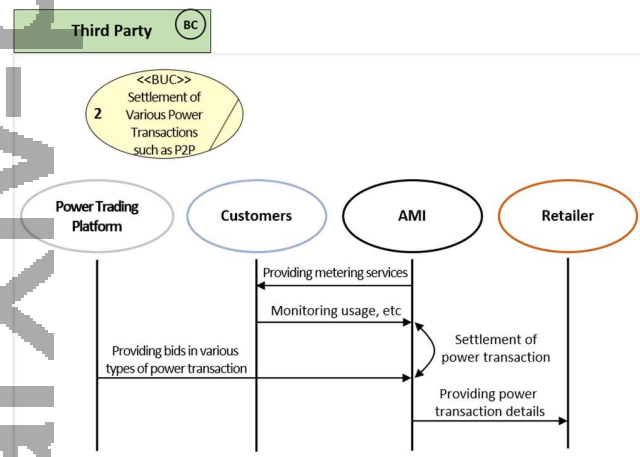 Third Party
BC
<<BUC>>
2
Settlement of
Various Power
Transactions
such as P2P
Power Trading
Platform
Customers
AMI
Retailer
Providing metering services
Monitoring usage, etc
Settlement of
power transaction
Providing bids in various
types of power transaction
Providing power
transaction details